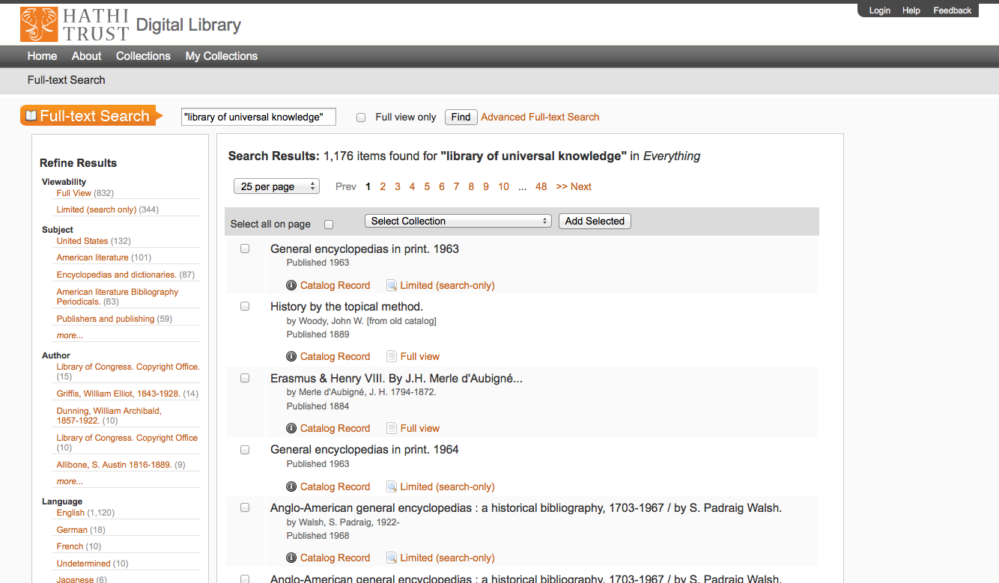 Login Help Feedback
HATHI
TRUST
Digital Library
Home About Collections My Collections
Full-text Search
Full-text Search
"library of universal knowledge"
Full view only
Find
Advanced Full-text Search
Refine Results
Viewability
Full View (832)
Limited (search only) (344)
Subject
United States (132)
American literature (101)
Encyclopedias and dictionaries. (87)
American literature Bibliography
Periodicals. (63)
Publishers and publishing (59)
more...
Author
Library of Congress. Copyright Office.
(15)
Griffis, William Elliot, 1843-1928. (14)
Dunning, William Archibald,
1857-1922. (10)
Library of Congress. Copyright Office
(10)
Allibone, S. Austin 1816-1889. (9)
more...
Language
English (1,120)
German (18)
French (10)
Undetermined (10)
Japanese (6)
Search Results: 1,176 items found for "library of universal knowledge" in Everything
25 per page Prev 1 2 3 4 5 6 7 8 9 10 ... 48 >> Next
Select all on page Select Collection Add Selected
General encyclopedias in print. 1963
Published 1963
Catalog Record Limited (search-only)
History by the topical method.
by Woody, John W. [from old catalog]
Published 1889
Catalog Record Full view
Erasmus & Henry VIII. By J.H. Merle d'Aubigné...
by Merle d'Aubigné, J. H. 1794-1872.
Published 1884
Catalog Record Full view
General encyclopedias in print. 1964
Published 1963
Catalog Record Limited (search-only)
Anglo-American general encyclopedias : a historical bibliography, 1703-1967 / by S. Padraig Walsh.
by Walsh, S. Padraig, 1922-
Published 1968
Catalog Record Limited (search-only)
Anglo-American general encyclopedias : a historical bibliography, 1703-1967 / by S. Padraig Walsh.